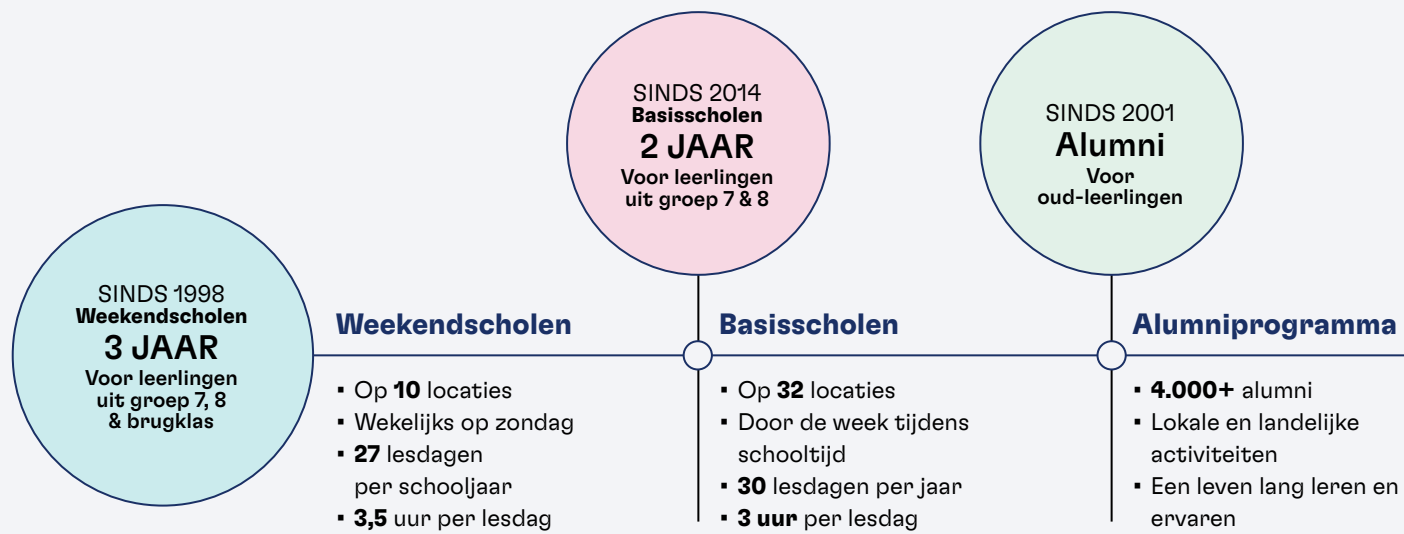 SINDS 1998
Weekendscholen
3 JAAR
Voor leerlingen
uit groep 7, 8
& brugklas
Weekendscholen
▪ Op 10 locaties
▪ Wekelijks op zondag
▪ 27 lesdagen
per schooljaar
▪ 3,5 uur per lesdag
SINDS 2014
Basisscholen
2 JAAR
Voor leerlingen
uit groep 7 & 8
Basisscholen
▪ Op 32 locaties
▪ Door de week tijdens
schooltijd
▪ 30 lesdagen per jaar
▪ 3 uur per lesdag
SINDS 2001
Alumni
Voor
oud-leerlingen
Alumniprogramma
▪ 4.000+ alumni
▪ Lokale en landelijke
activiteiten
▪ Een leven lang leren en
ervaren